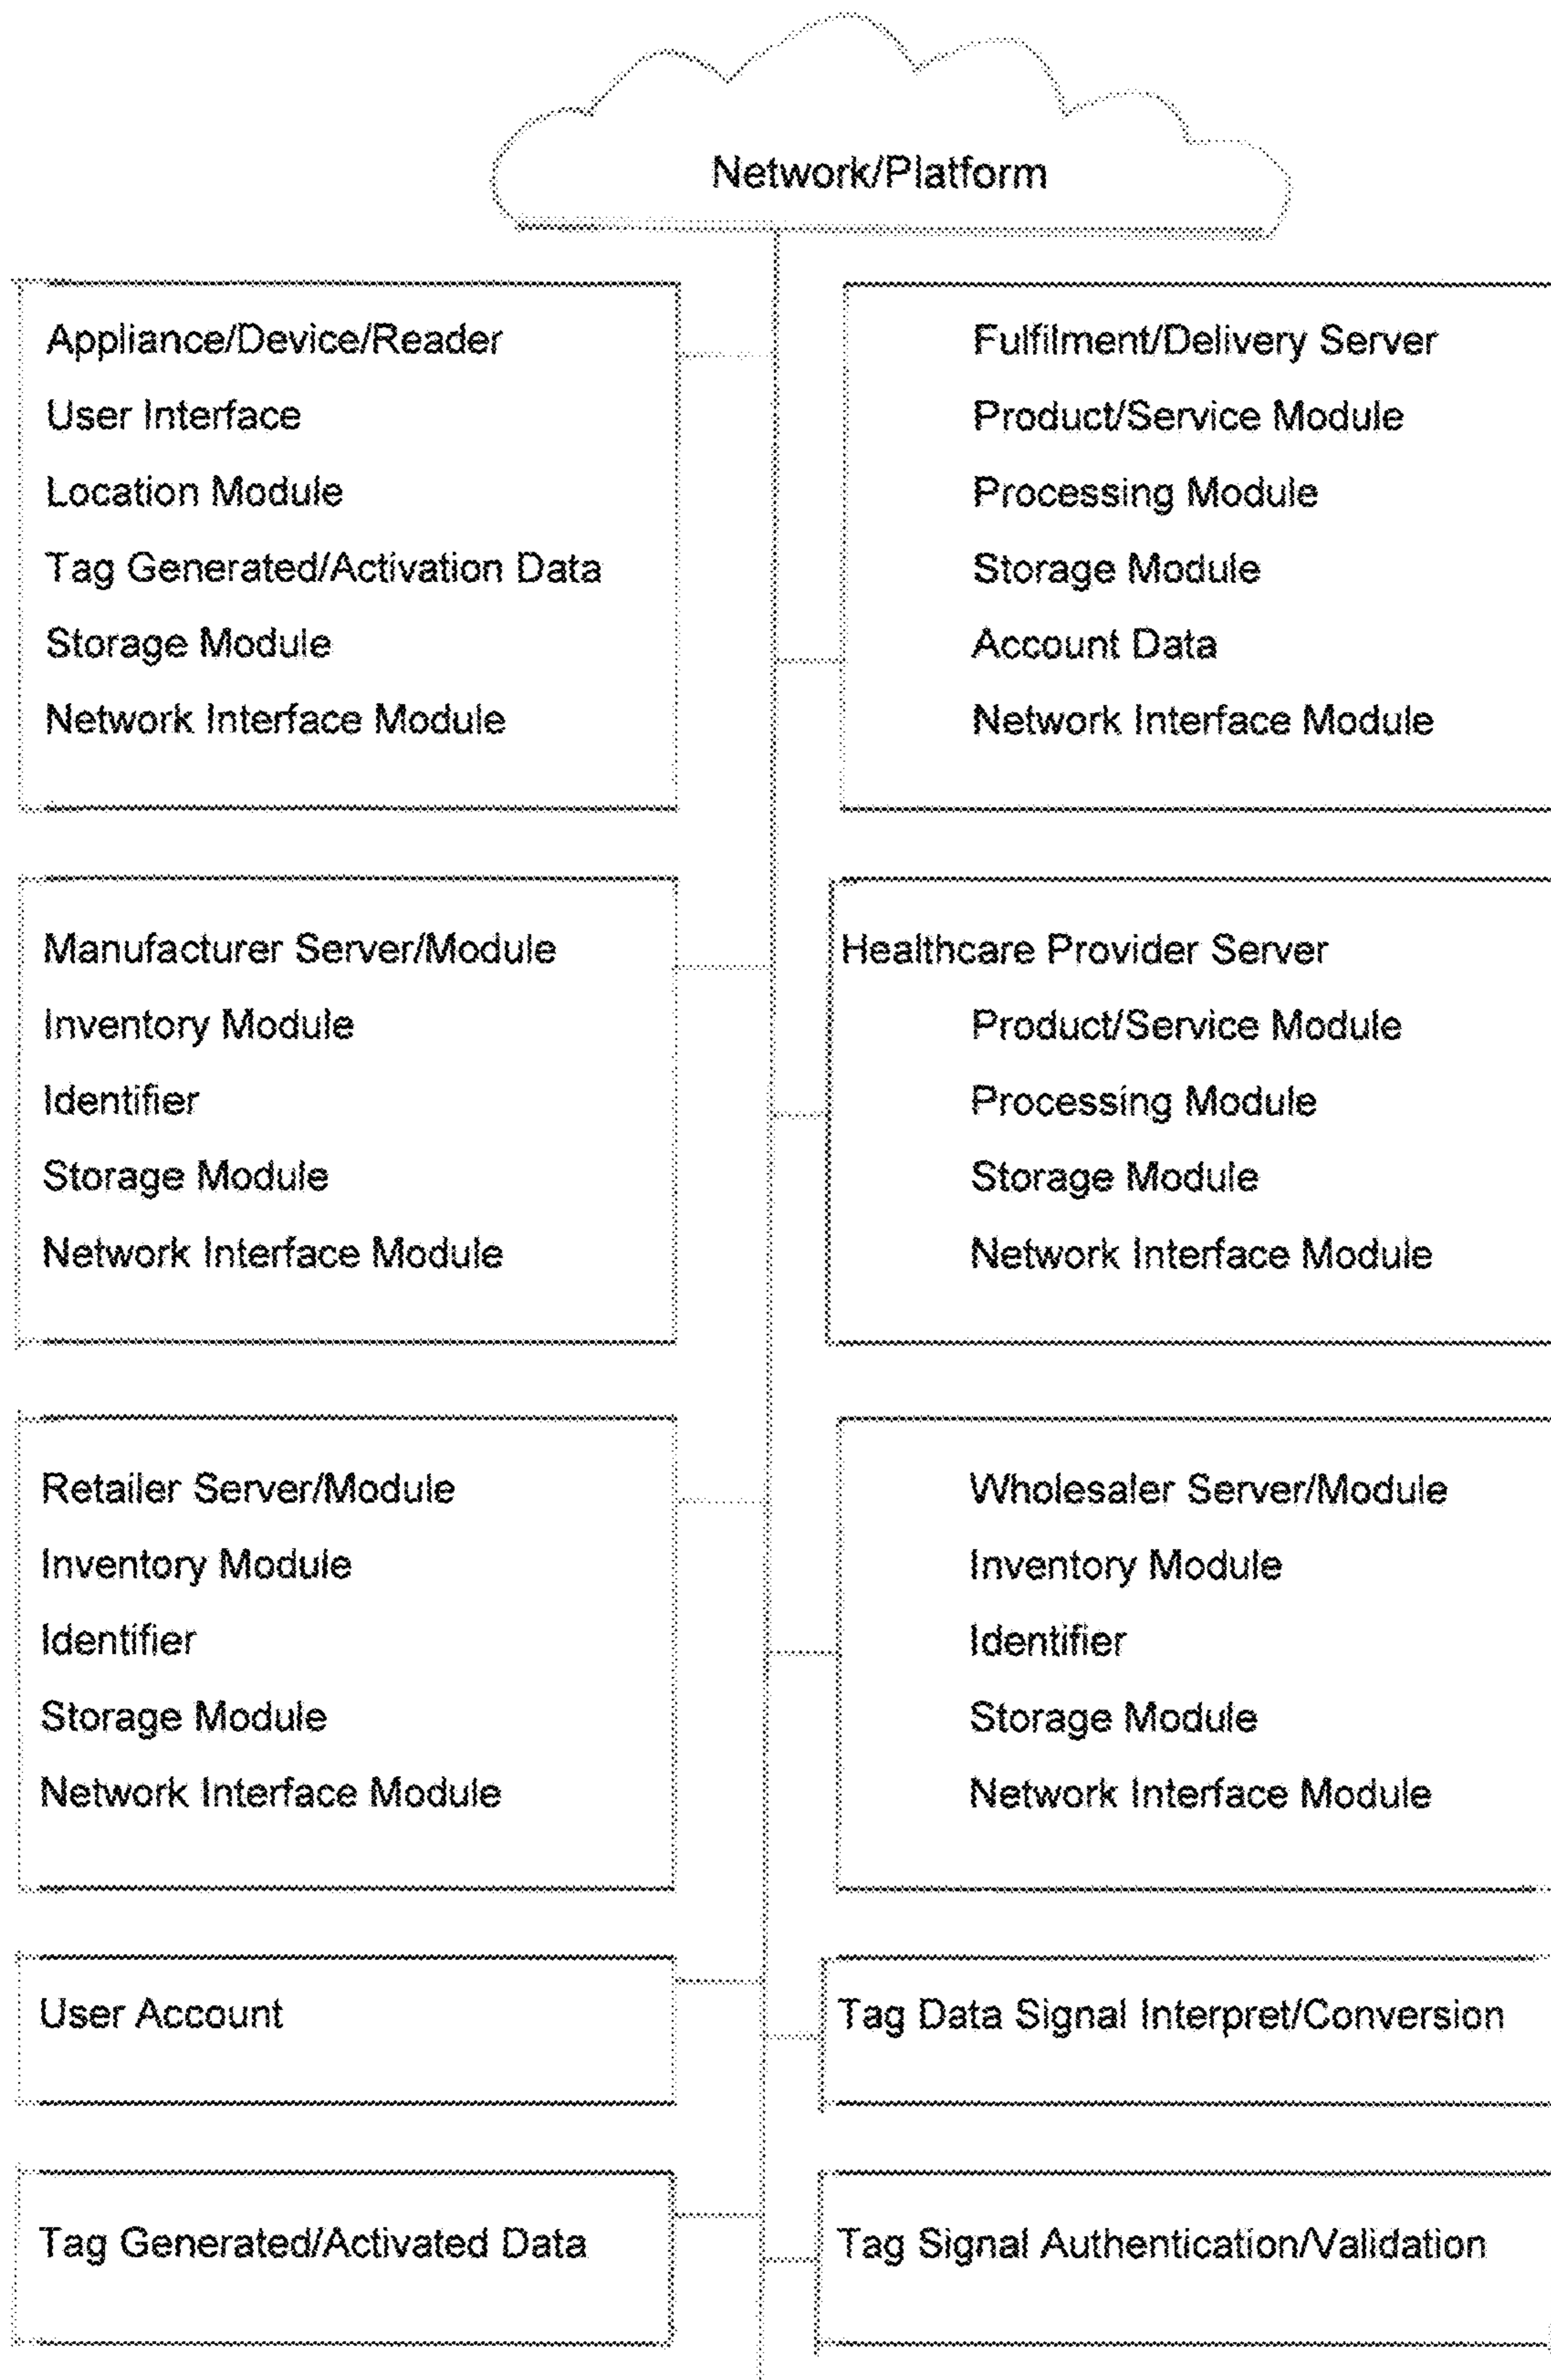 Network/Platform
Appliance/Device/Reader
User Interface
Location Module
Tag Generated/Activation Data
Storage Module
Network Interface Module
Fulfilment/Delivery Server
Product/Service Module
Processing Module
Storage Module
Account Data
Network Interface Module
Manufacturer Server/Module
Inventory Module
Identifier
Storage Module
Network Interface Module
Healthcare Provider Server
Product/Service Module
Processing Module
Storage Module
Network Interface Module
Retailer Server/Module
Inventory Module
Identifier
Storage Module
Network Interface Module
Wholesaler Server/Module
Inventory Module
Identifier
Storage Module
Network Interface Module
User Account
Tag Data Signal Interpret/Conversion
Tag Generated/Activated Data
Tag Signal Authentication/Validation